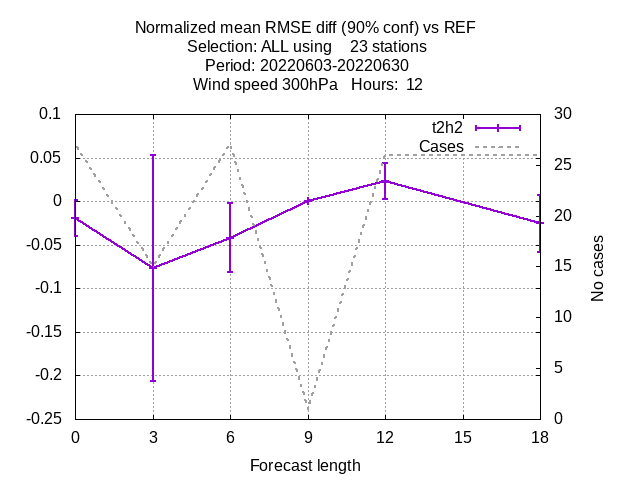 Normalized mean RMSE diff (90% conf) vs REF
Selection: ALL using    23 stations
Period: 20220603-20220630
Wind speed 300hPa   Hours:  12
t2h2
Cases
0.1
0.05
0
-0.05
-0.1
-0.15
-0.2
-0.25
30
25
20
15
10
5
0
No cases
0 3 6 9 12 15 18
Forecast length